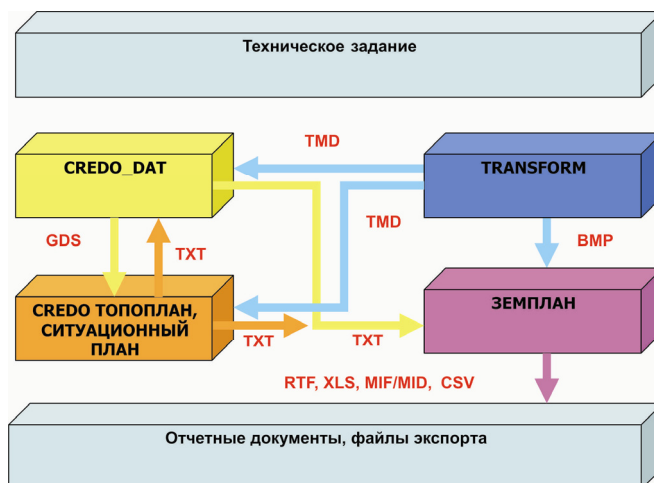 Техническое задание
TMD
CREDO_DAT
TRANSFORM
GDS
TXT
TMD
BMP
CREDO ТОПОПЛАН,
СИТУАЦИОННЫЙ
ПЛАН
TXT
TXT
ЗЕМПЛАН
RTF, XLS, MIF/MID, CSV
Отчетные документы, файлы экспорта